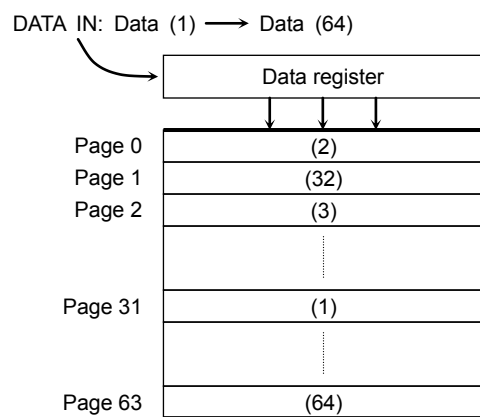 DATA IN: Data (1) Data (64)
Data register
Page 0 (2)
Page 1 (32)
Page 2 (3)
Page 31 (1)
Page 63 (64)